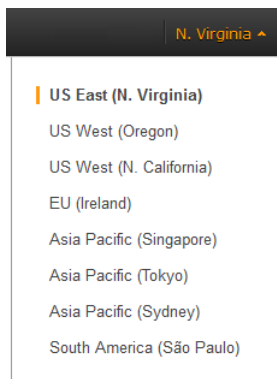 N. Virginia
US East (N. Virginia)
US West (Oregon)
US West (N. California)
EU (Ireland)
Asia Pacific (Singapore)
Asia Pacific (Tokyo)
Asia Pacific (Sydney)
South America (São Paulo)